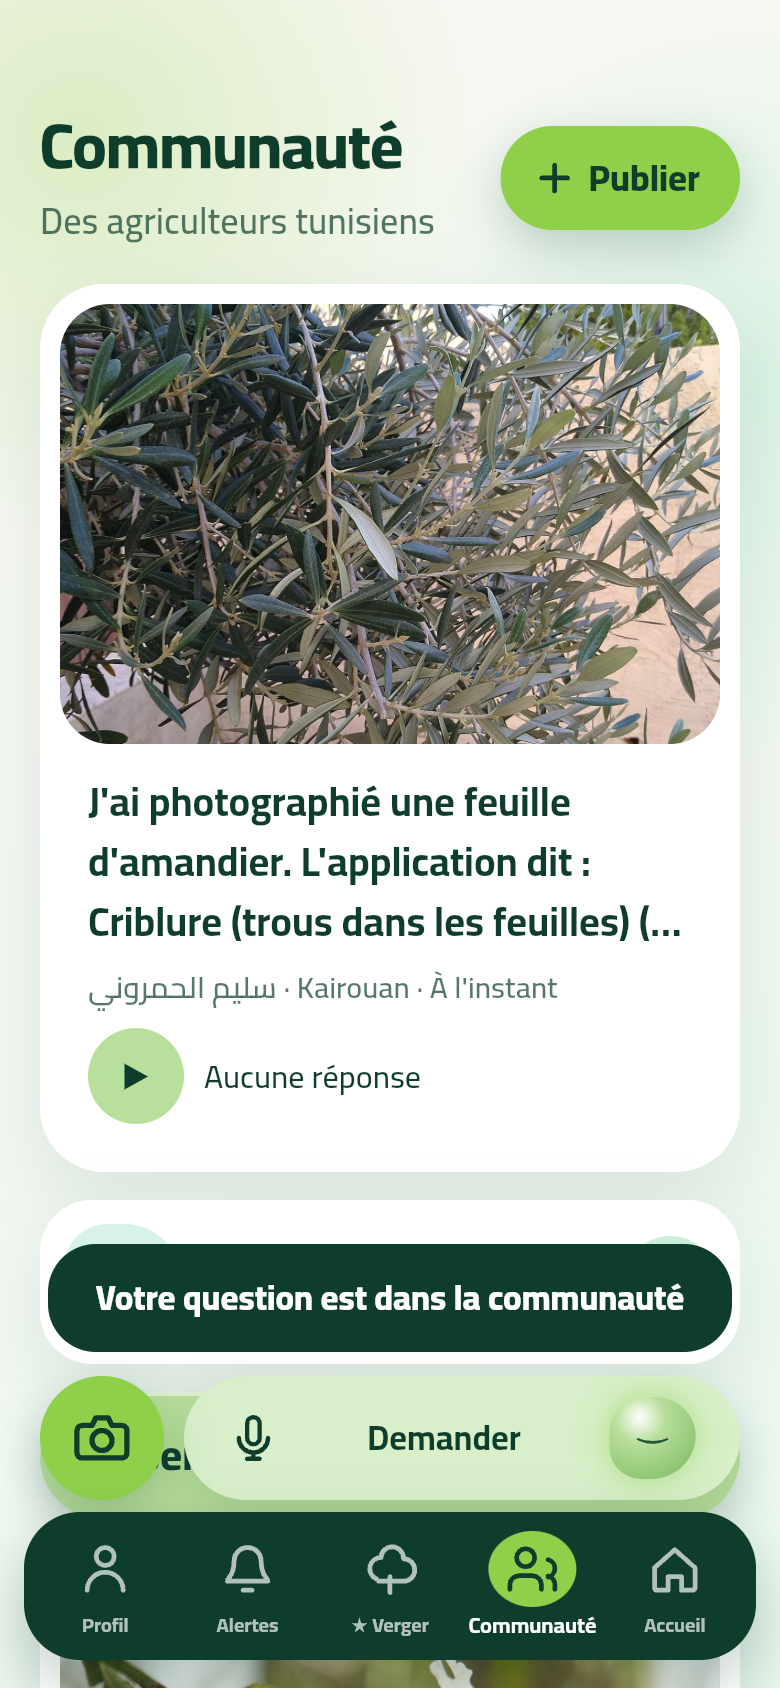 Communauté
Des agriculteurs tunisiens
Publier
J'ai photographié une feuille
d'amandier. L'application dit :
Criblure (trous dans les feuilles) (...
سليم الحمروني · Kairouan · À l'instant
Aucune réponse
Votre question est dans la communauté
Demander
Profil
Alertes
★ Verger
Communauté
Accueil